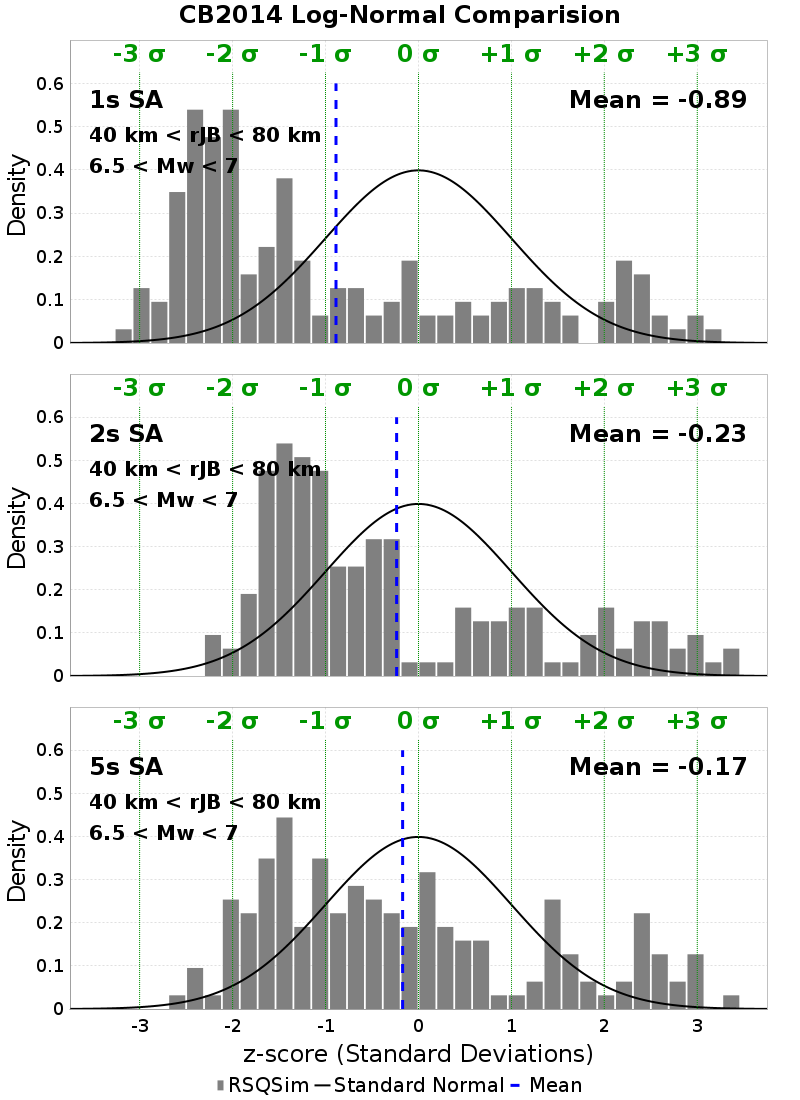 CB2014 Log-Normal Comparision
-3 σ -2 σ -1 σ 0 σ +1 σ +2 σ +3 σ
1s SA
Mean = -0.89
40 km < rJB < 80 km
6.5 < Mw < 7
Density
0.6
0.5
0.4
0.3
0.2
0.1
0
-3 σ -2 σ -1 σ 0 σ +1 σ +2 σ +3 σ
2s SA
Mean = -0.23
40 km < rJB < 80 km
6.5 < Mw < 7
Density
0.6
0.5
0.4
0.3
0.2
0.1
0
-3 σ -2 σ -1 σ 0 σ +1 σ +2 σ +3 σ
5s SA
Mean = -0.17
40 km < rJB < 80 km
6.5 < Mw < 7
Density
0.6
0.5
0.4
0.3
0.2
0.1
0
-3 -2 -1 0 1 2 3
z-score (Standard Deviations)
RSQSim Standard Normal Mean